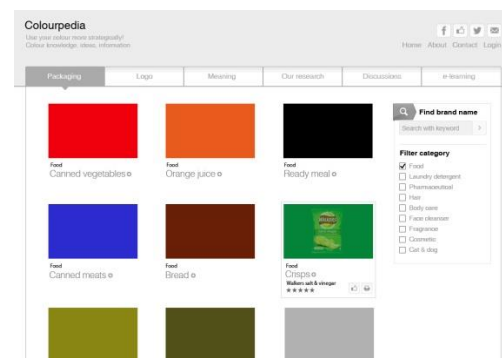 Colourpedia
Use your colour more strategically!
Colour knowledge, ideas, information
Home About Contact Login
Packaging Logo Meaning Our research Discussions e-learning
Find brand name
Search with keyword
Filter category
Food
Laundry detergent
Pharmaceutical
Hair
Body care
Face cleanser
Fragrance
Cosmetic
Cat & dog
Food
Canned vegetables
Food
Orange juice
Food
Ready meal
Food
Canned meats
Food
Bread
Food
Crisps
Walkers salt & vinegar